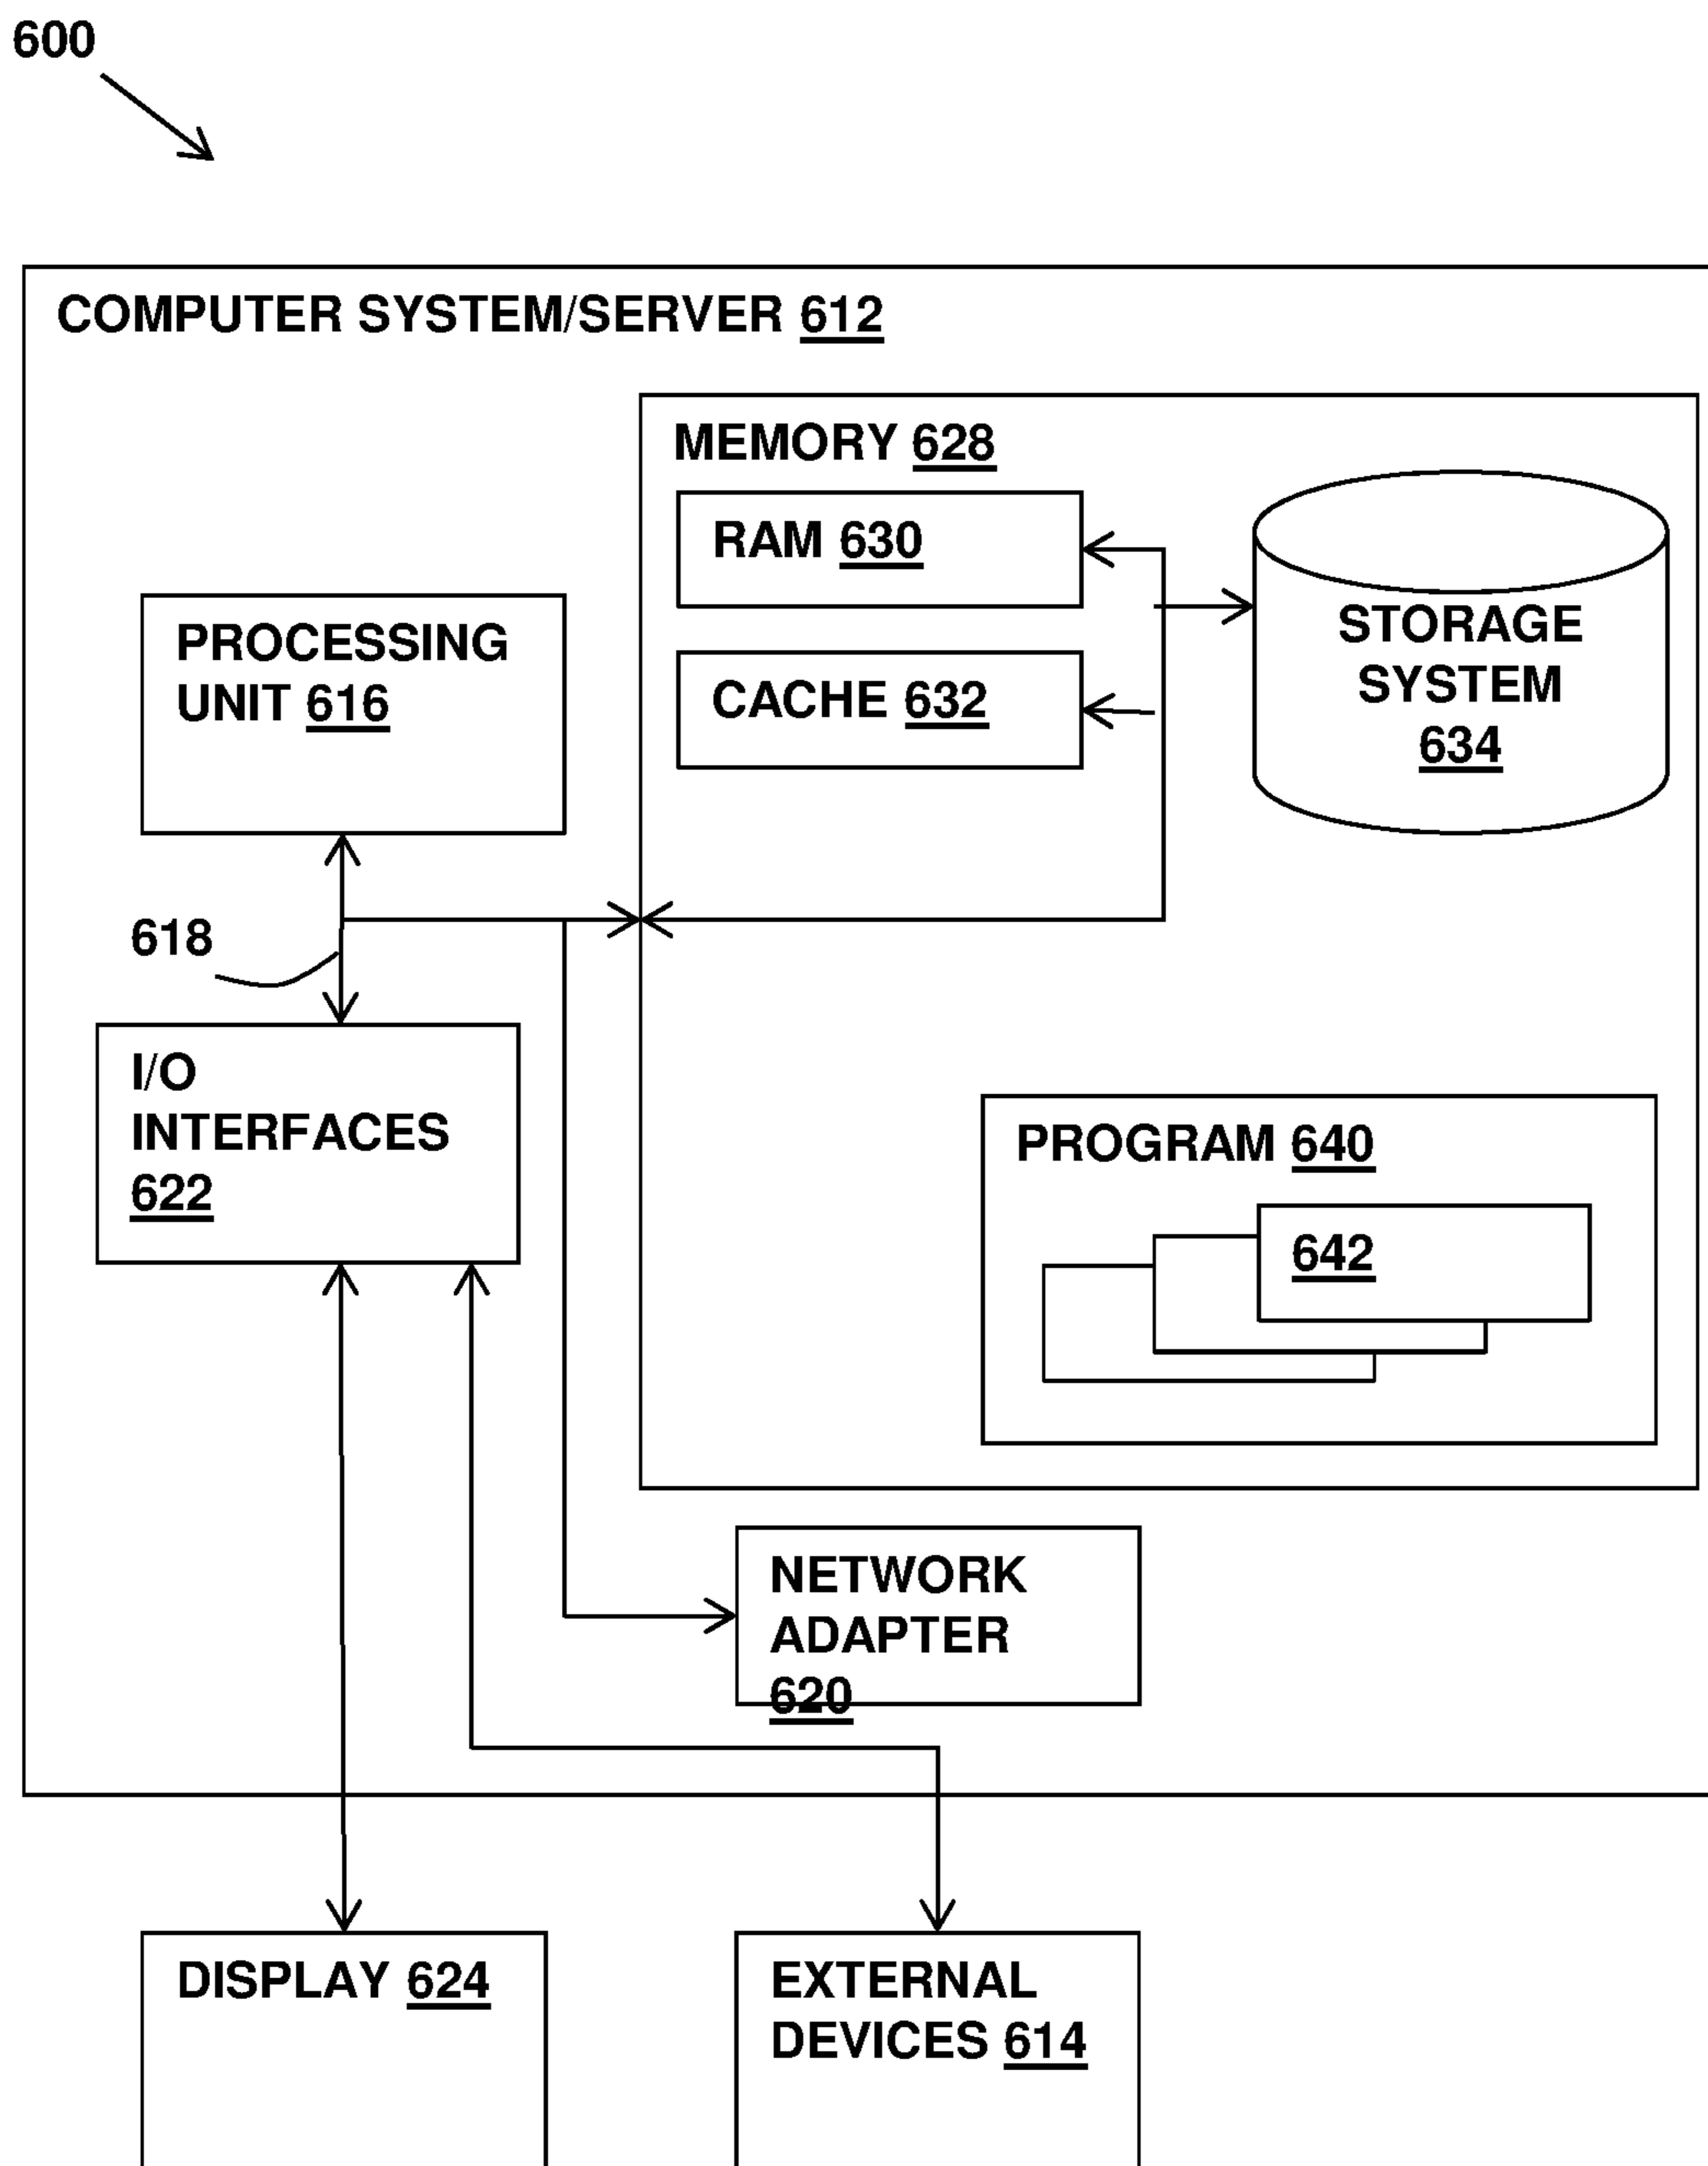 600
COMPUTER SYSTEM/SERVER 612
MEMORY 628
RAM 630
STORAGE
SYSTEM
634
PROCESSING
UNIT 616
CACHE 632
618
I/O
INTERFACES
622
PROGRAM 640
642
NETWORK
ADAPTER
620
DISPLAY 624
EXTERNAL
DEVICES 614